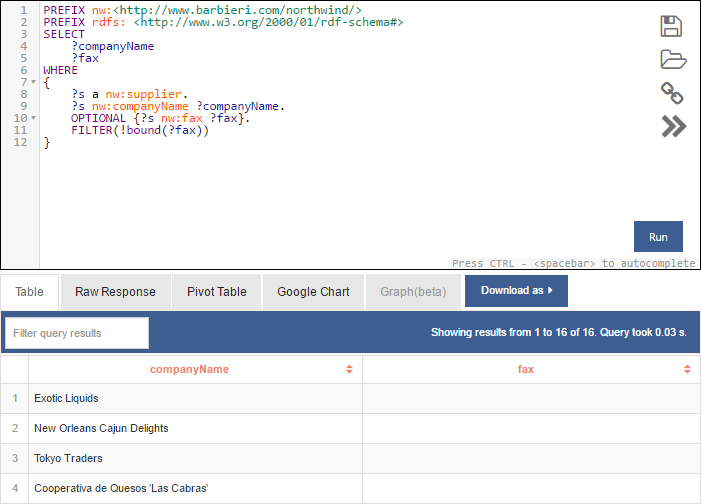 1 PREFIX nw:<http://www.barbieri.com/northwind/>
2 PREFIX rdfs: <http://www.w3.org/2000/01/rdf-schema#>
3 SELECT
4 ?companyName
5 ?fax
6 WHERE
7 {
8 ?s a nw:supplier.
9 ?s nw:companyName ?companyName.
10 OPTIONAL {?s nw:fax ?fax}.
11 FILTER(!bound(?fax))
12 }
Run
Press CTRL - <spacebar> to autocomplete
Table Raw Response Pivot Table Google Chart Graph(beta) Download as
Filter query results Showing results from 1 to 16 of 16. Query took 0.03 s.
companyName fax
1 Exotic Liquids
2 New Orleans Cajun Delights
3 Tokyo Traders
4 Cooperativa de Quesos 'Las Cabras'